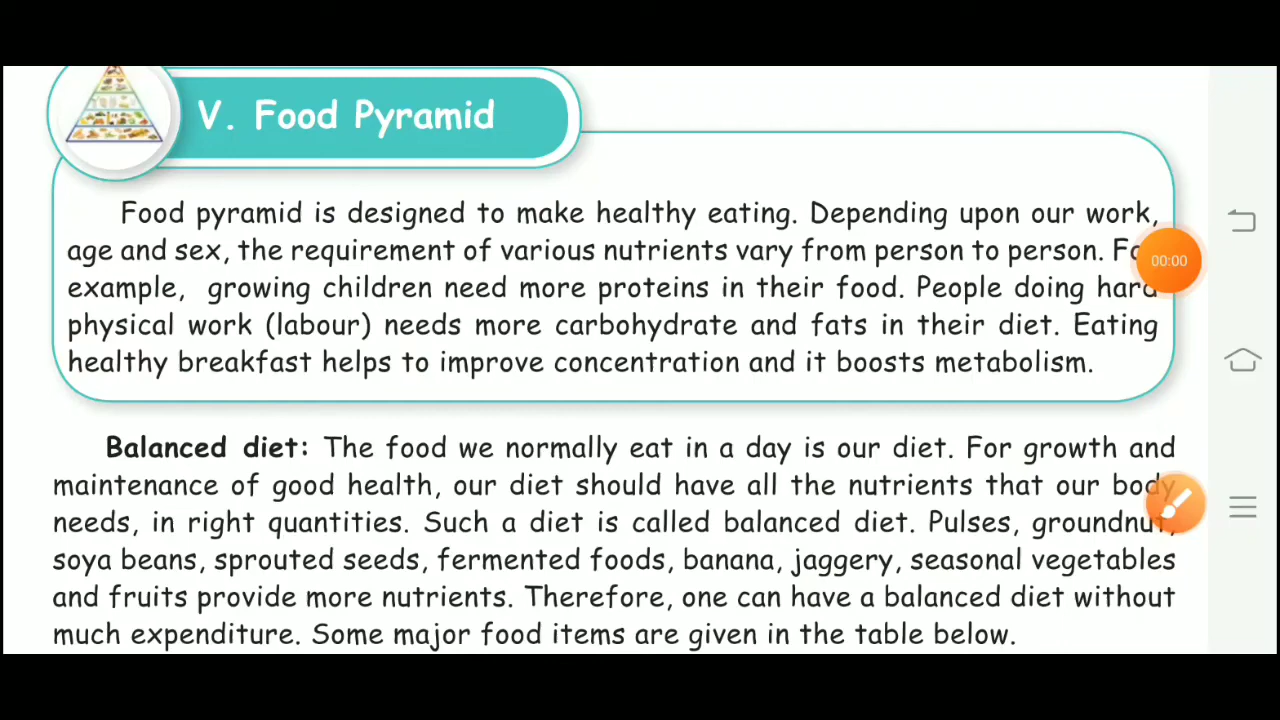 V. Food Pyramid
Food pyramid is designed to make healthy eating. Depending upon our work,
age and sex, the requirement of various nutrients vary from person to person.
00:00
example, growing children need more proteins in their food. People doing hard
physical work (labour) needs more carbohydrate and fats in their diet. Eating
healthy breakfast helps to improve concentration and it boosts metabolism.
Balanced diet: The food we normally eat in a day is our diet. For growth and
maintenance of good health, our diet should have all the nutrients that our body
needs, in right quantities. Such a diet is called balanced diet. Pulses, groundnut,
soya beans, sprouted seeds, fermented foods, banana, jaggery, seasonal vegetables
and fruits provide more nutrients. Therefore, one can have a balanced diet without
much expenditure. Some major food items are given in the table below.